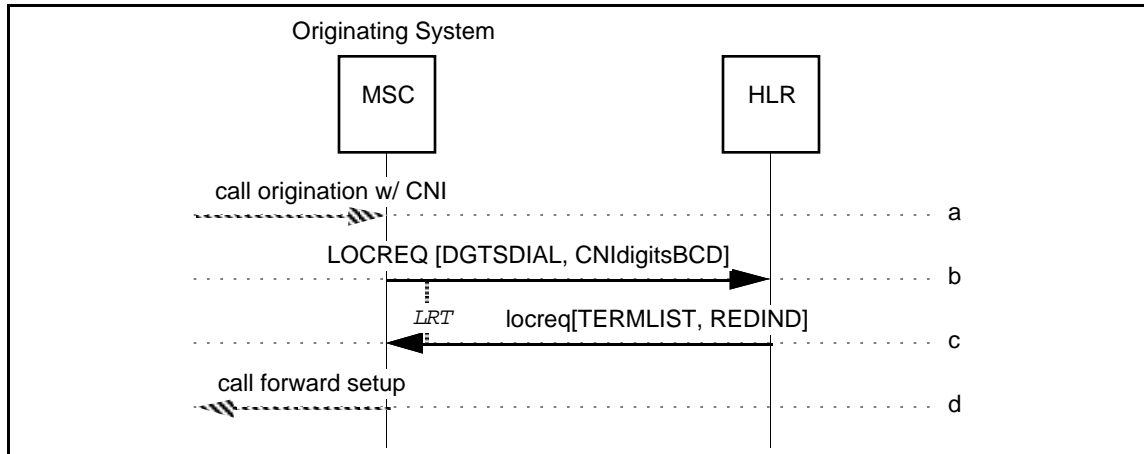 Originating System
MSC
HLR
call origination w/ CNI
a
LOCREQ [DGTSDIAL, CNIdigitsBCD]
b
LRT
locreq[TERMLIST, REDIND]
c
call forward setup
d